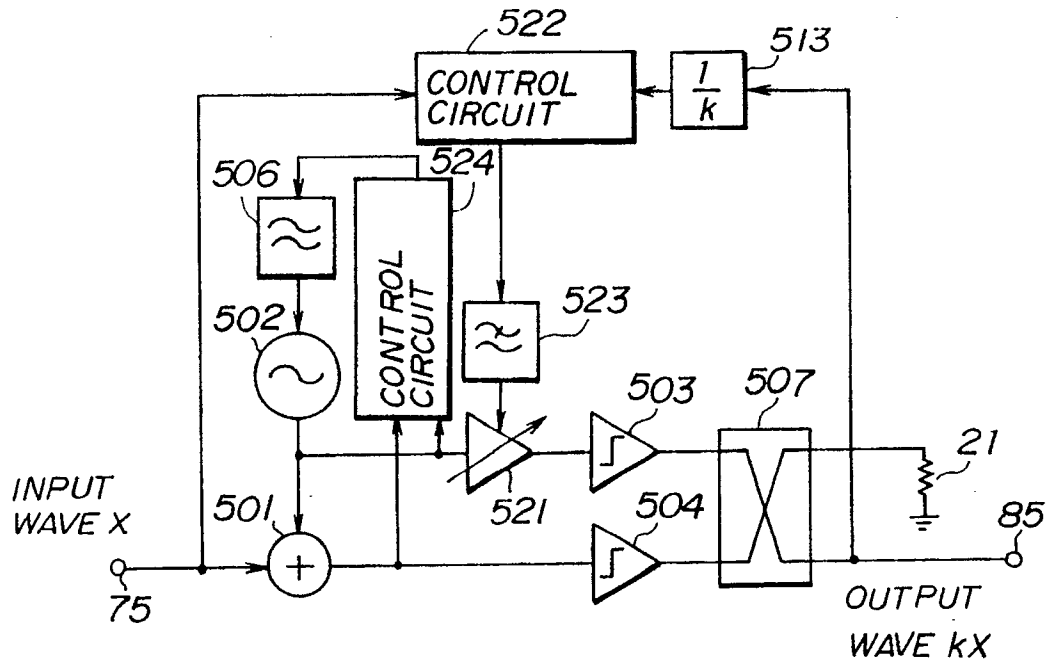 522
513
CONTROL
CIRCUIT
1
k
524
506
CONTROL
CIRCUIT
523
502
503
507
21
INPUT
WAVE X
501
521
504
85
+
75
OUTPUT
WAVE kX